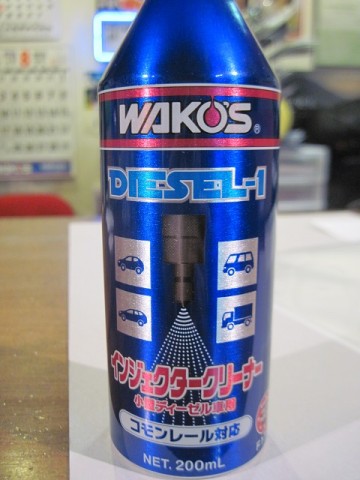 WAKO'S®
DIESEL-1
インジェクタークリーナー
小型ディーゼル車用
コモンレール対応
NET. 200mL